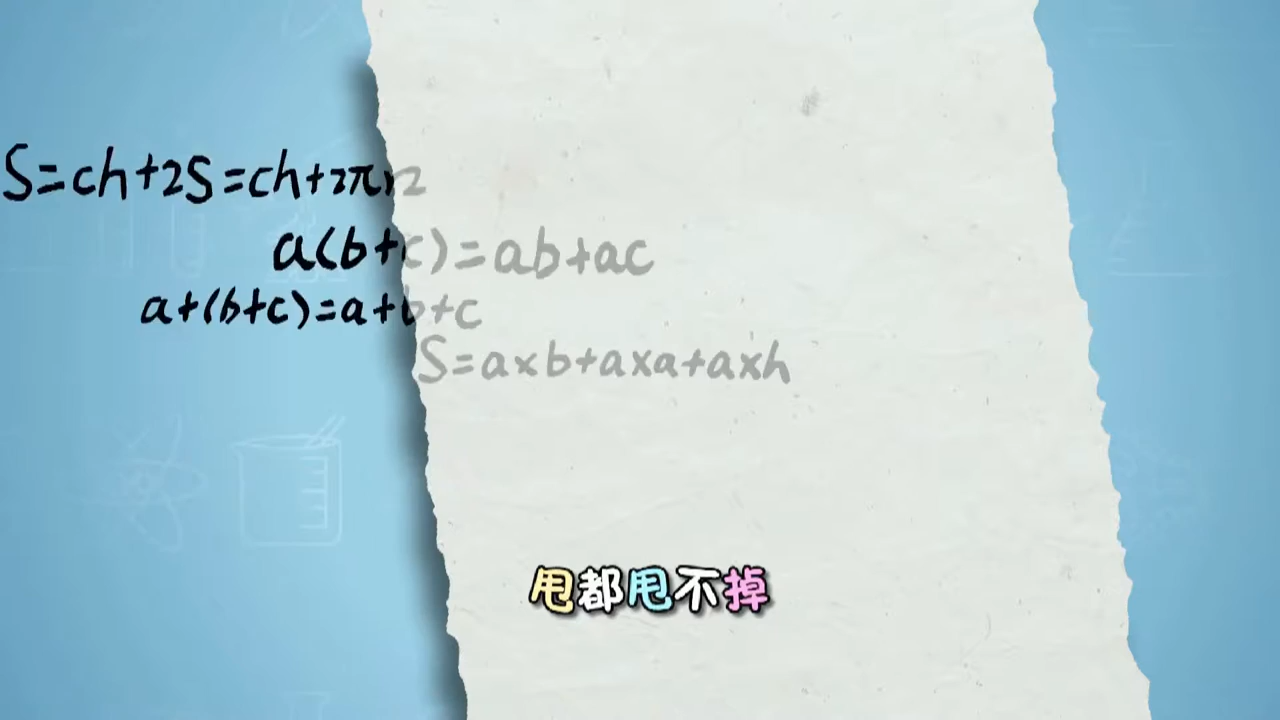 S=ch+2S=ch+2πr2
a(b+c)=ab+ac
a+(b+c)=a+b+c
S=a×b+a×a+a×h
甩都甩不掉